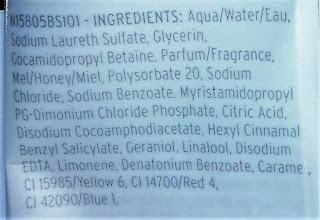 N15805BS101 - INGREDIENTS: Aqua/Water/Eau,
Sodium Laureth Sulfate, Glycerin,
Cocamidopropyl Betaine, Parfum/Fragrance,
Mel/Honey/Miel, Polysorbate 20, Sodium
Chloride, Sodium Benzoate, Myristamidopropyl
PG-Dimonium Chloride Phosphate, Citric Acid,
Disodium Cocoamphodiacetate, Hexyl Cinnamal
Benzyl Salicylate, Geraniol, Linalool, Disodium
EDTA, Limonene, Denatonium Benzoate, Carame ,
CI 15985/Yellow 6, CI 14700/Red 4,
CI 42090/Blue 1.